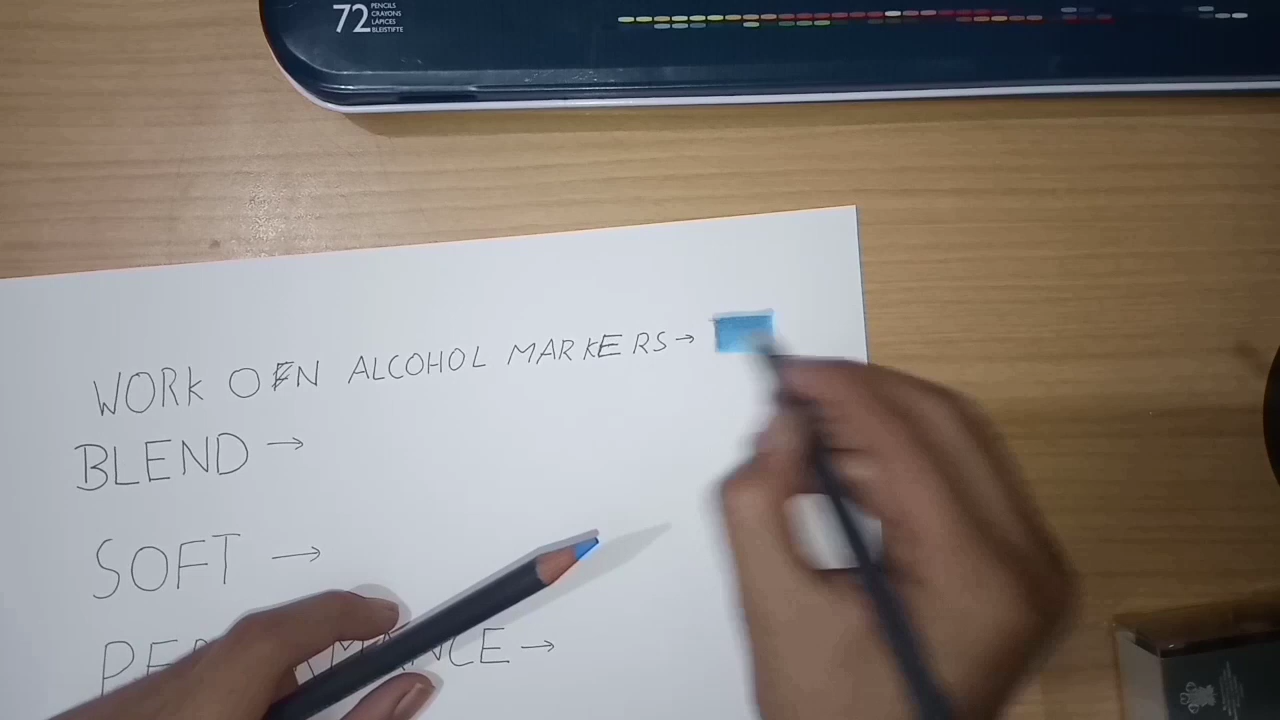 72 PENCILS
CRAYONS
LÁPICES
BLEISTIFTE
WORK ON ALCOHOL MARKERS →
BLEND →
SOFT →